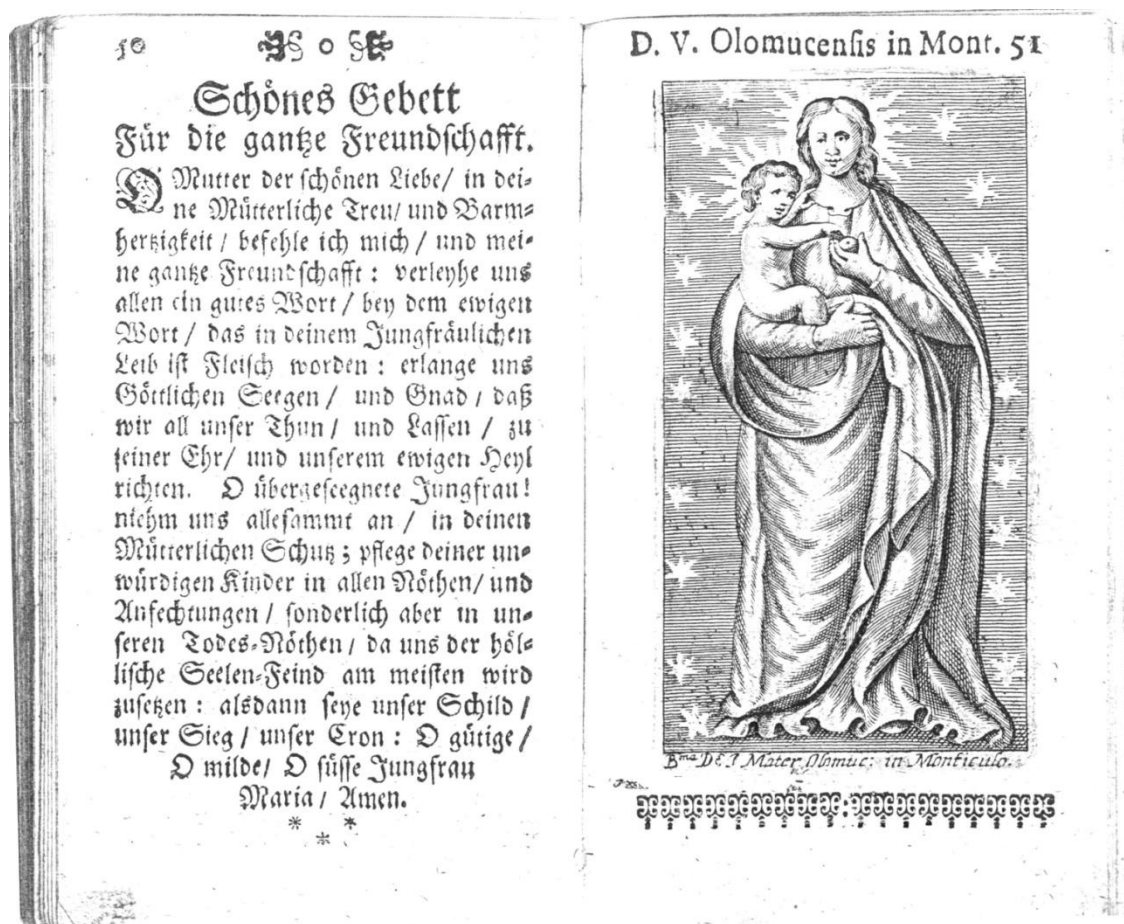 50
Schönes Gebett
Für die gantze Freundschafft.
O Mutter der schönen Liebe/ in dei-
ne Mütterliche Treu/ und Barm-
hertzigkeit / befehle ich mich / und mei-
ne gantze Freundschafft : verleyhe uns
allen ein gutes Wort / bey dem ewigen
Wort / das in deinem Jungfräulichen
Leib ist Fleisch worden : erlange uns
Göttlichen Seegen / und Gnad / daß
wir all unser Thun / und Lassen / zu
seiner Ehr/ und unserem ewigen Heyl
richten. O übergeseegnete Jungfrau!
niehm uns allesammt an / in deinen
Mütterlichen Schutz ; pflege deiner un-
würdigen Kinder in allen Nöthen/ und
Anfechtungen / sonderlich aber in un-
seren Todes-Nöthen / da uns der höl-
lische Seelen-Feind am meisten wird
zusetzen : alsdann seye unser Schild /
unser Sieg / unser Cron : O gütige /
O milde/ O süsse Jungfrau
Maria / Amen.
D. V. Olomucensis in Mont. 51
Bma Mater Olomuc: in Monticulo.